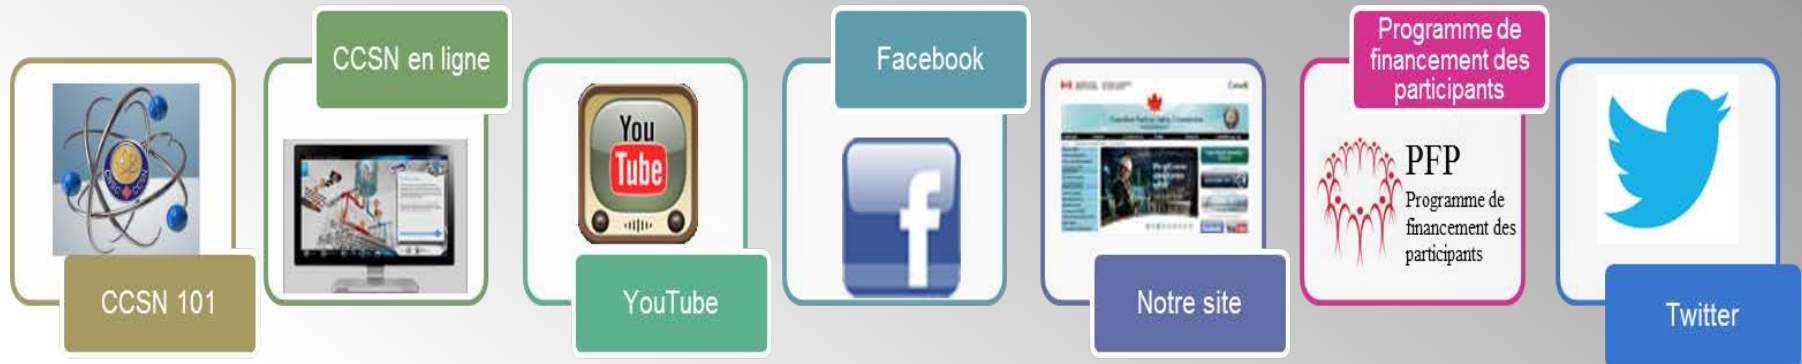 CCSN 101
CCSN en ligne
You
Tube
YouTube
Facebook
f
Notre site
Programme de
financement des
participants
PFP
Programme de
financement des
participants
Twitter